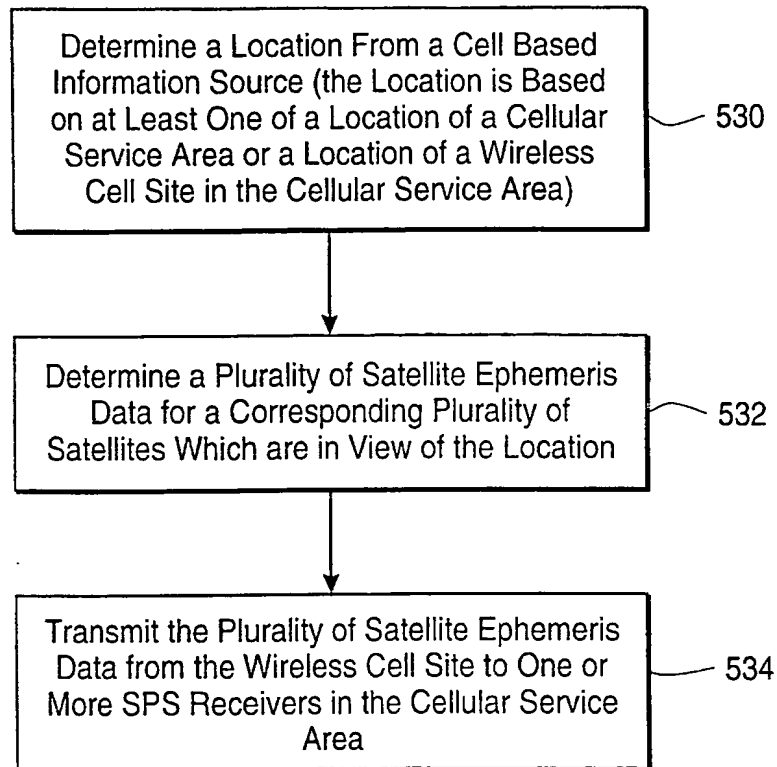 Determine a Location From a Cell Based
Information Source (the Location is Based
on at Least One of a Location of a Cellular
Service Area or a Location of a Wireless
Cell Site in the Cellular Service Area)
530
Determine a Plurality of Satellite Ephemeris
Data for a Corresponding Plurality of
Satellites Which are in View of the Location
532
Transmit the Plurality of Satellite Ephemeris
Data from the Wireless Cell Site to One or
More SPS Receivers in the Cellular Service
Area
534